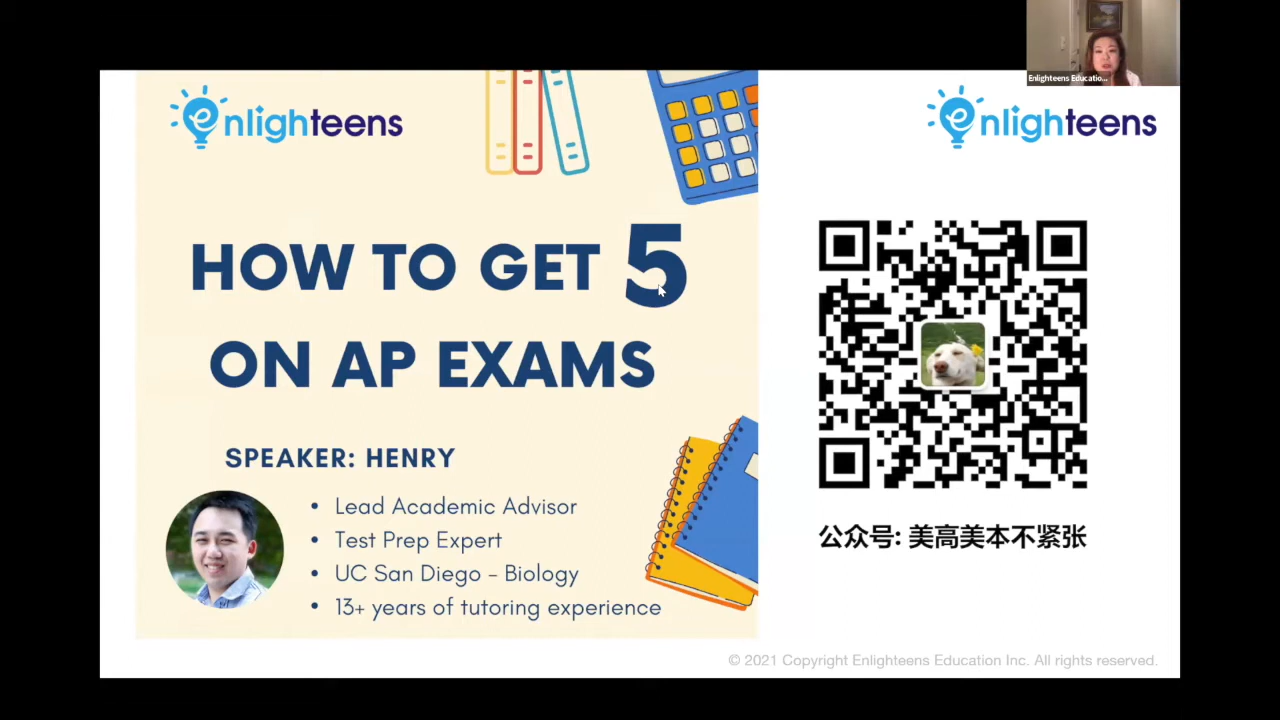 Enlighteens Educatio...
enlighteens
enlighteens
HOW TO GET 5
ON AP EXAMS
SPEAKER: HENRY
• Lead Academic Advisor
• Test Prep Expert
• UC San Diego - Biology
• 13+ years of tutoring experience
公众号: 美高美本不紧张
© 2021 Copyright Enlighteens Education Inc. All rights reserved.